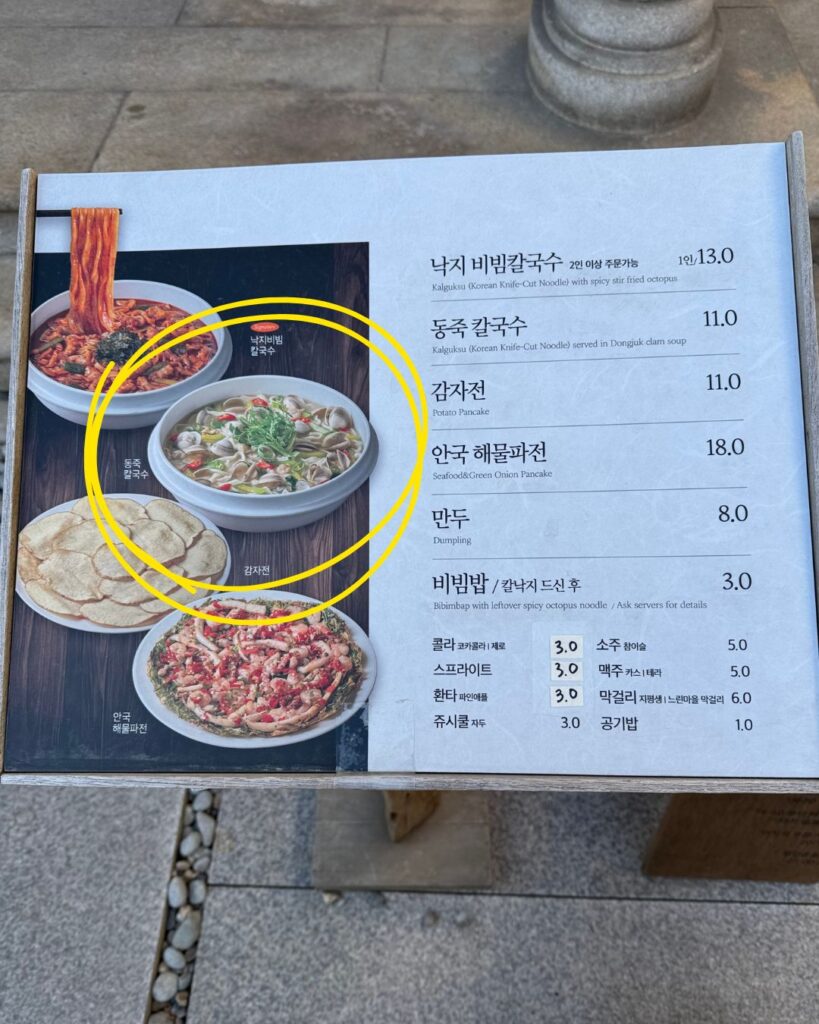 낙지비빔
칼국수
동죽
칼국수
감자전
안국
해물파전
낙지 비빔칼국수 2인 이상 주문가능 1인/13.0
Kalguksu (Korean Knife-Cut Noodle) with spicy stir fried octopus
동죽 칼국수 11.0
Kalguksu (Korean Knife-Cut Noodle) served in Dongjuk clam soup
감자전 11.0
Potato Pancake
안국 해물파전 18.0
Seafood&Green Onion Pancake
만두 8.0
Dumpling
비빔밥 / 칼낙지 드신 후 3.0
Bibimbap with leftover spicy octopus noodle / Ask servers for details
콜라 코카콜라 | 제로 3.0
스프라이트 3.0
환타 파인애플 3.0
쥬시쿨 자두 3.0
소주 참이슬 5.0
맥주 카스 | 테라 5.0
막걸리 지평생 | 느린마을 막걸리 6.0
공기밥 1.0